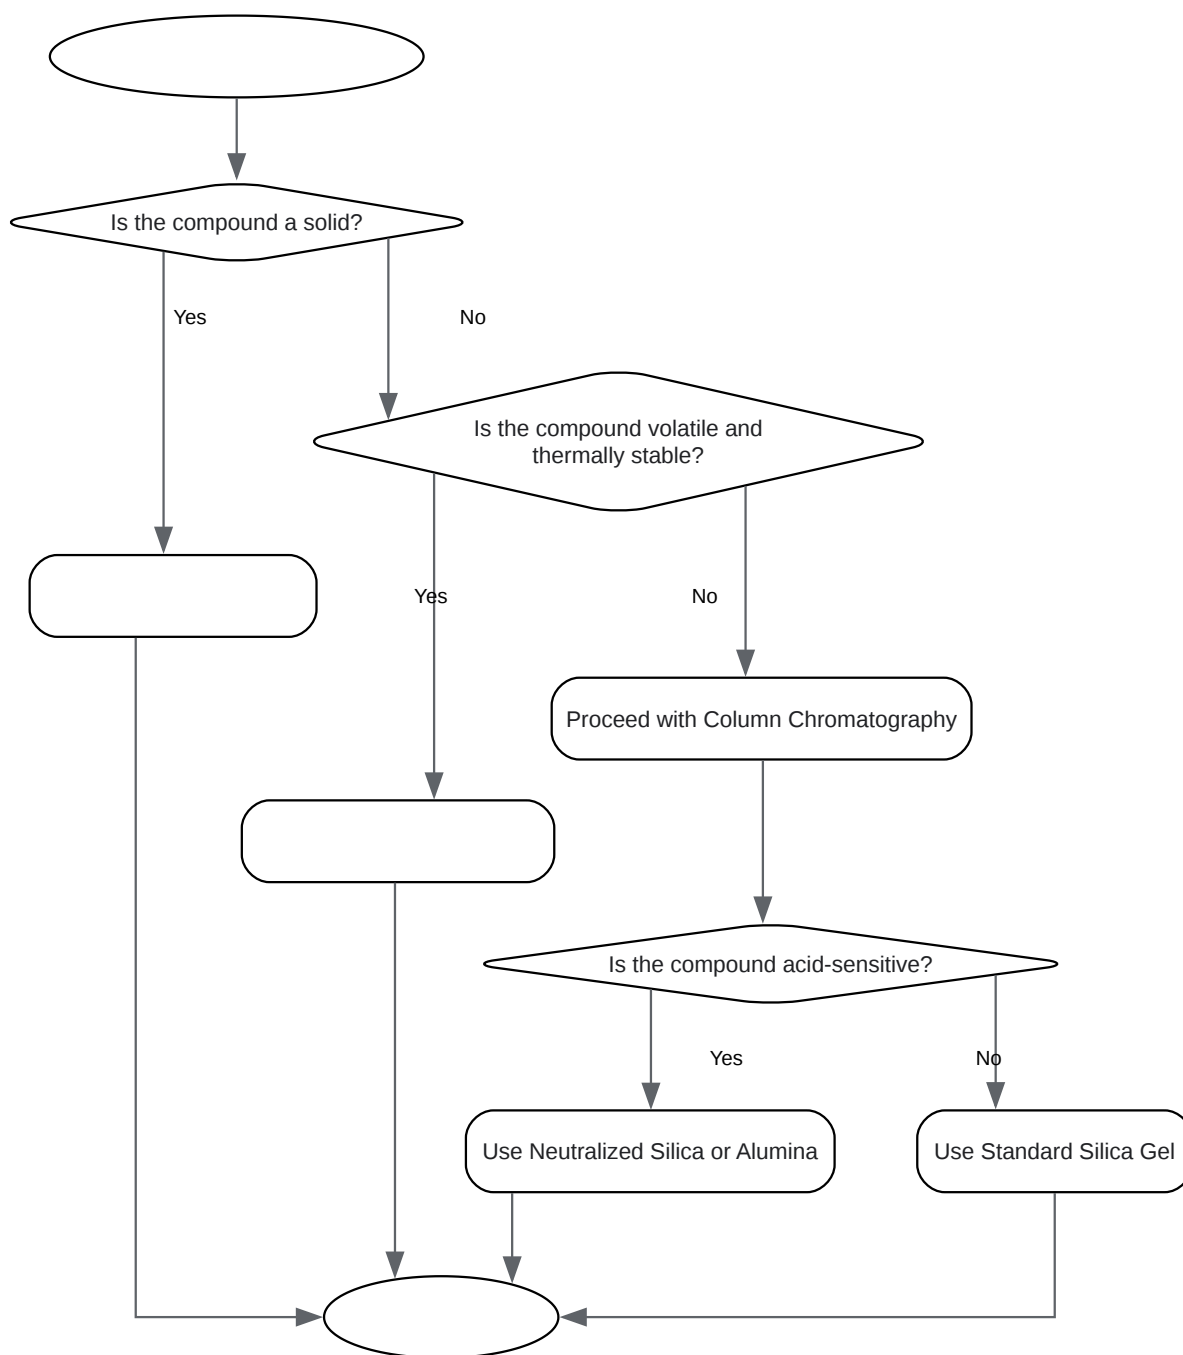 Is the compound a solid?
Yes
No
Is the compound volatile and
thermally stable?
Yes
No
Proceed with Column Chromatography
Is the compound acid-sensitive?
Yes
No
Use Neutralized Silica or Alumina
Use Standard Silica Gel